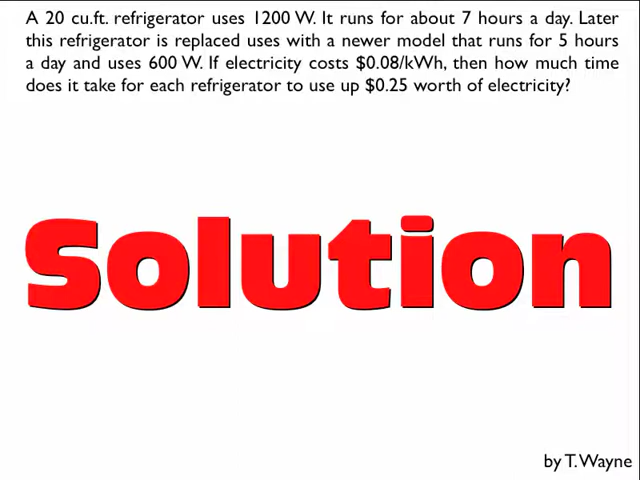 A 20 cu.ft. refrigerator uses 1200 W. It runs for about 7 hours a day. Later
this refrigerator is replaced uses with a newer model that runs for 5 hours
a day and uses 600 W. If electricity costs $0.08/kWh, then how much time
does it take for each refrigerator to use up $0.25 worth of electricity?
Solution
by T. Wayne